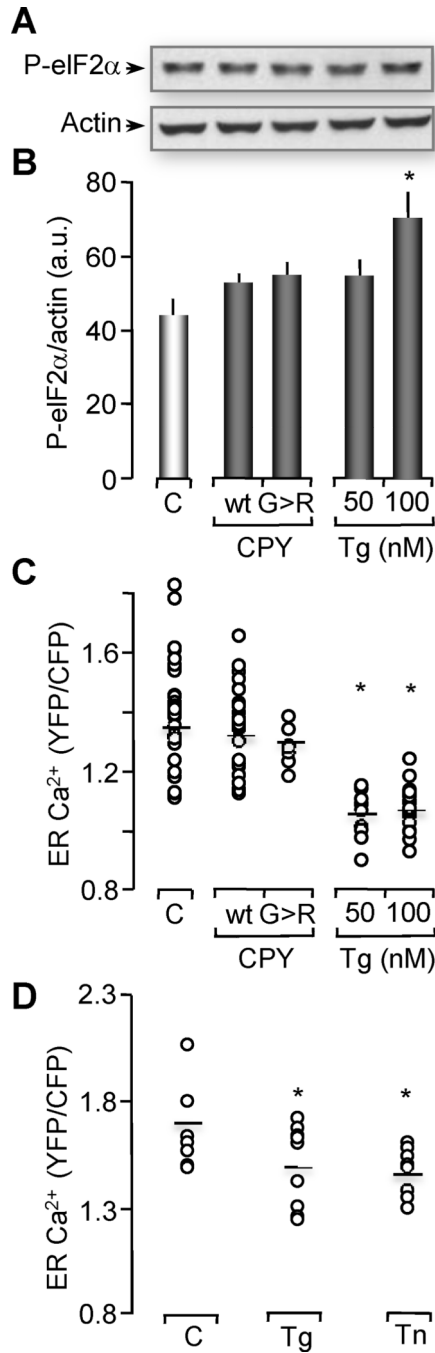 A
P-eIF2α
Actin
B
*
80
60
40
20
0
P-eIF2α/actin (a.u.)
C wt G>R 50 100
CPY Tg (nM)
C
1.6
1.2
0.8
ER Ca²⁺ (YFP/CFP)
* *
C wt G>R 50 100
CPY Tg (nM)
D
2.3
1.8
1.3
0.8
ER Ca²⁺ (YFP/CFP)
* *
C Tg Tn